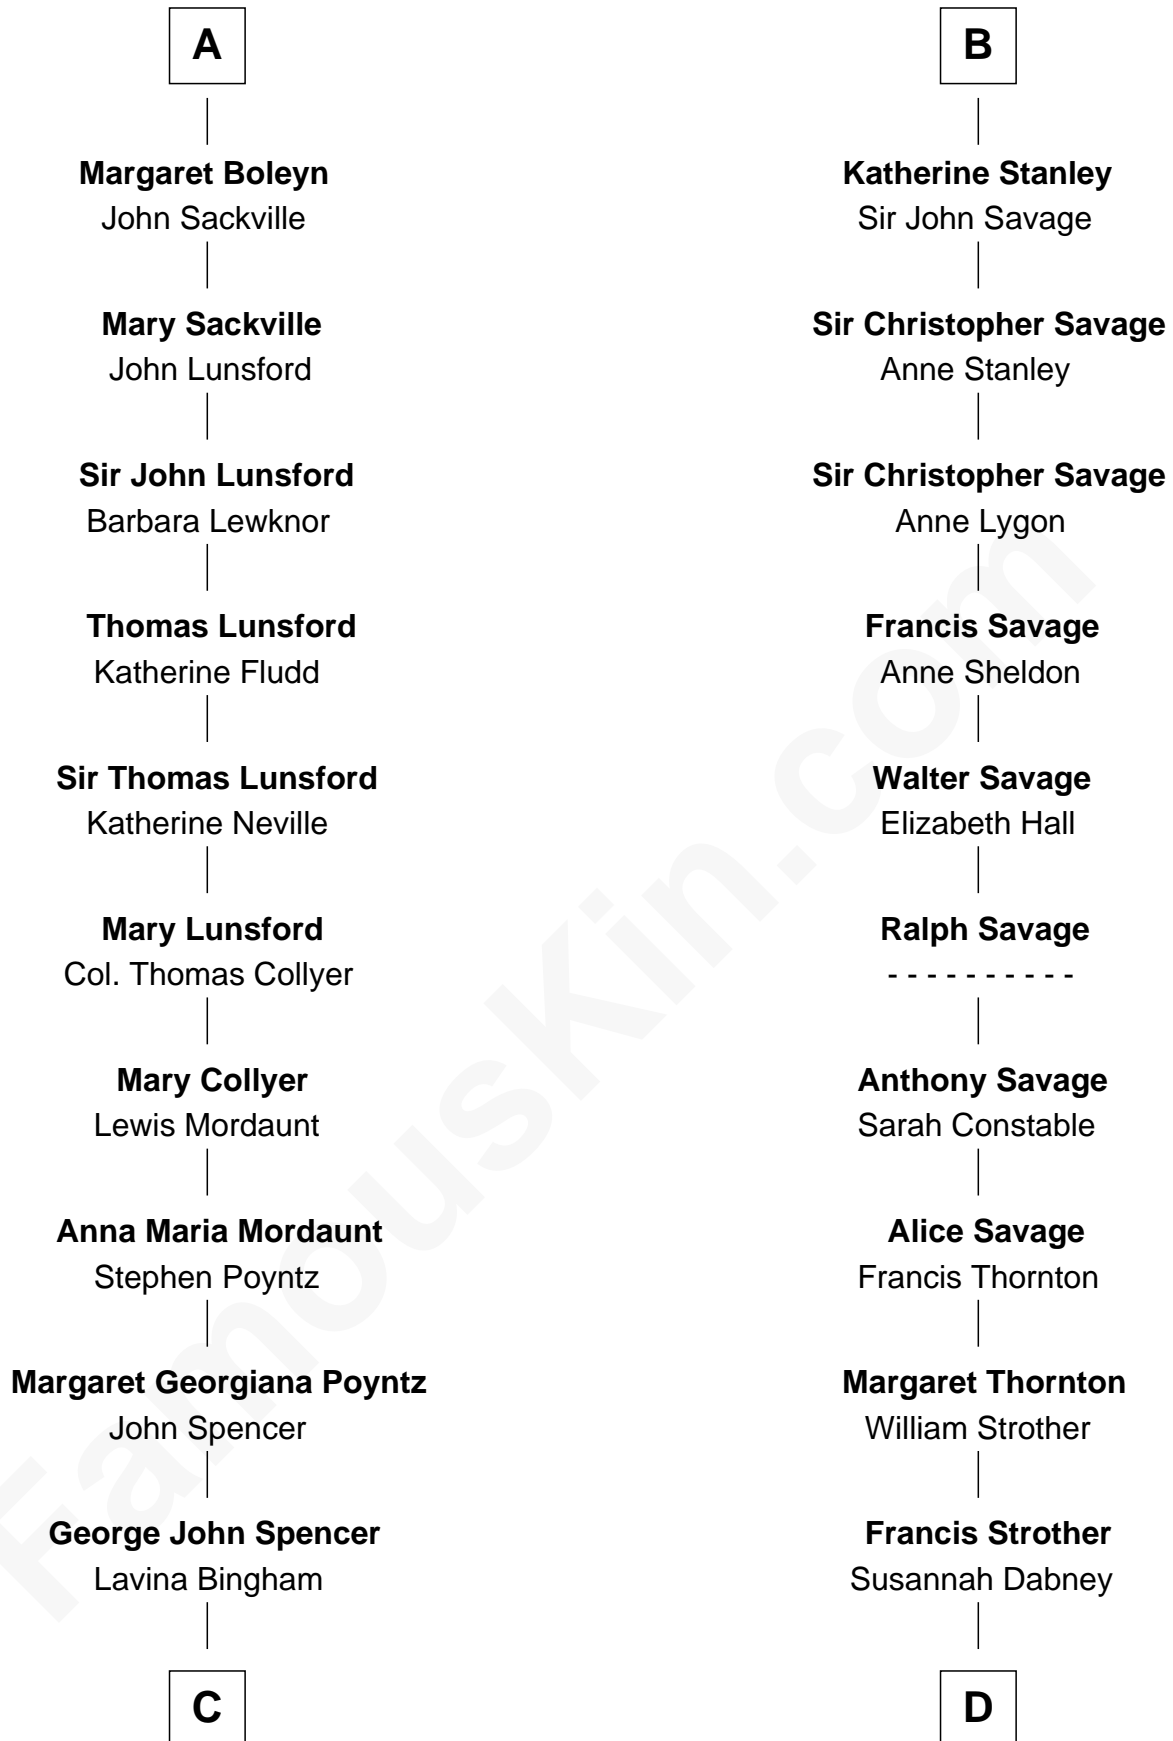 A
Margaret Boleyn
John Sackville
Mary Sackville
John Lunsford
Sir John Lunsford
Barbara Lewknor
Thomas Lunsford
Katherine Fludd
Sir Thomas Lunsford
Katherine Neville
Mary Lunsford
Col. Thomas Collyer
Mary Collyer
Lewis Mordaunt
Anna Maria Mordaunt
Stephen Poyntz
Margaret Georgiana Poyntz
John Spencer
George John Spencer
Lavina Bingham
C
B
Katherine Stanley
Sir John Savage
Sir Christopher Savage
Anne Stanley
Sir Christopher Savage
Anne Lygon
Francis Savage
Anne Sheldon
Walter Savage
Elizabeth Hall
Ralph Savage
- - - - - - - - - -
Anthony Savage
Sarah Constable
Alice Savage
Francis Thornton
Margaret Thornton
William Strother
Francis Strother
Susannah Dabney
D
FamousKin.com